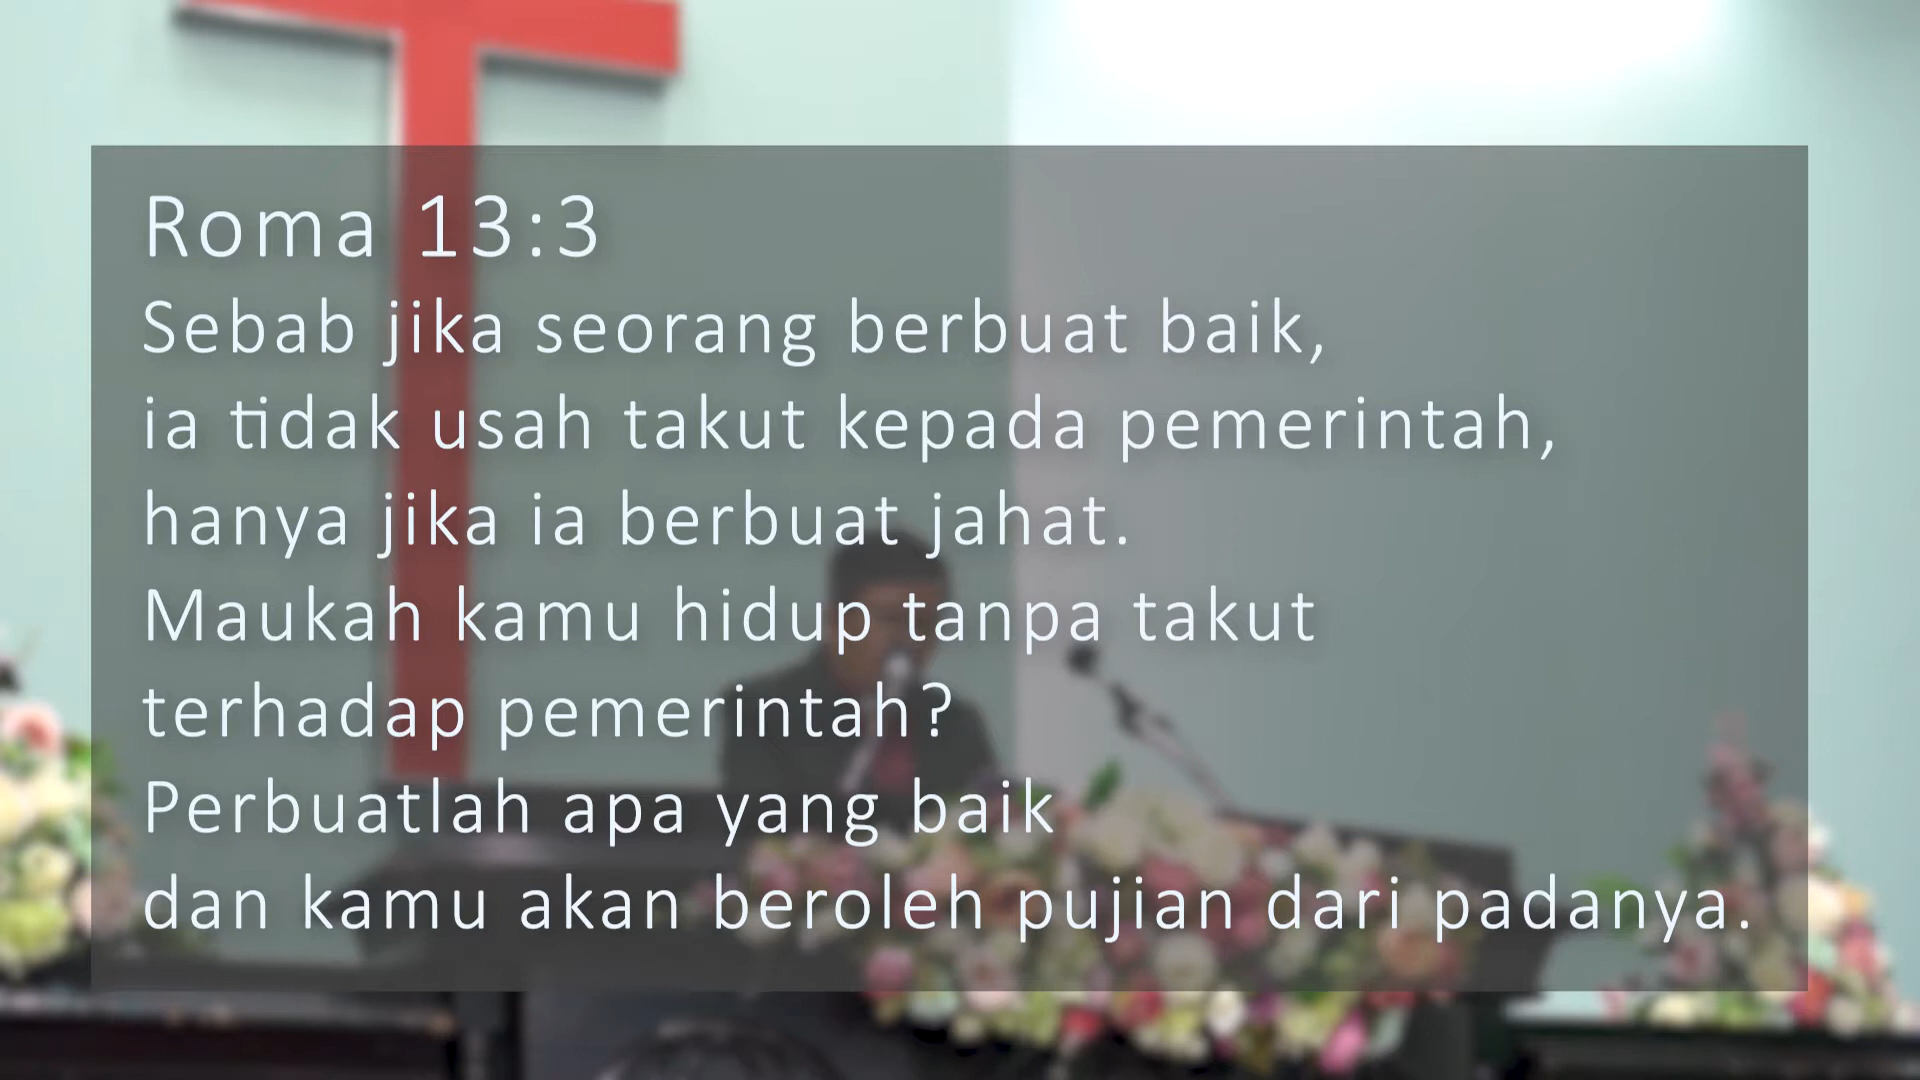 Roma 13:3
Sebab jika seorang berbuat baik,
ia tidak usah takut kepada pemerintah,
hanya jika ia berbuat jahat.
Maukah kamu hidup tanpa takut
terhadap pemerintah?
Perbuatlah apa yang baik
dan kamu akan beroleh pujian dari padanya.